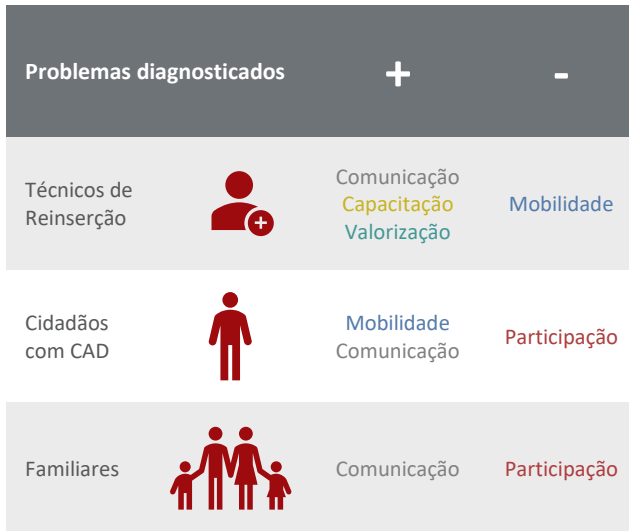 Problemas diagnosticados + -
Técnicos de
Reinserção
Comunicação
Capacitação
Valorização
Mobilidade
Cidadãos
com CAD
Mobilidade
Comunicação
Participação
Familiares
Comunicação
Participação